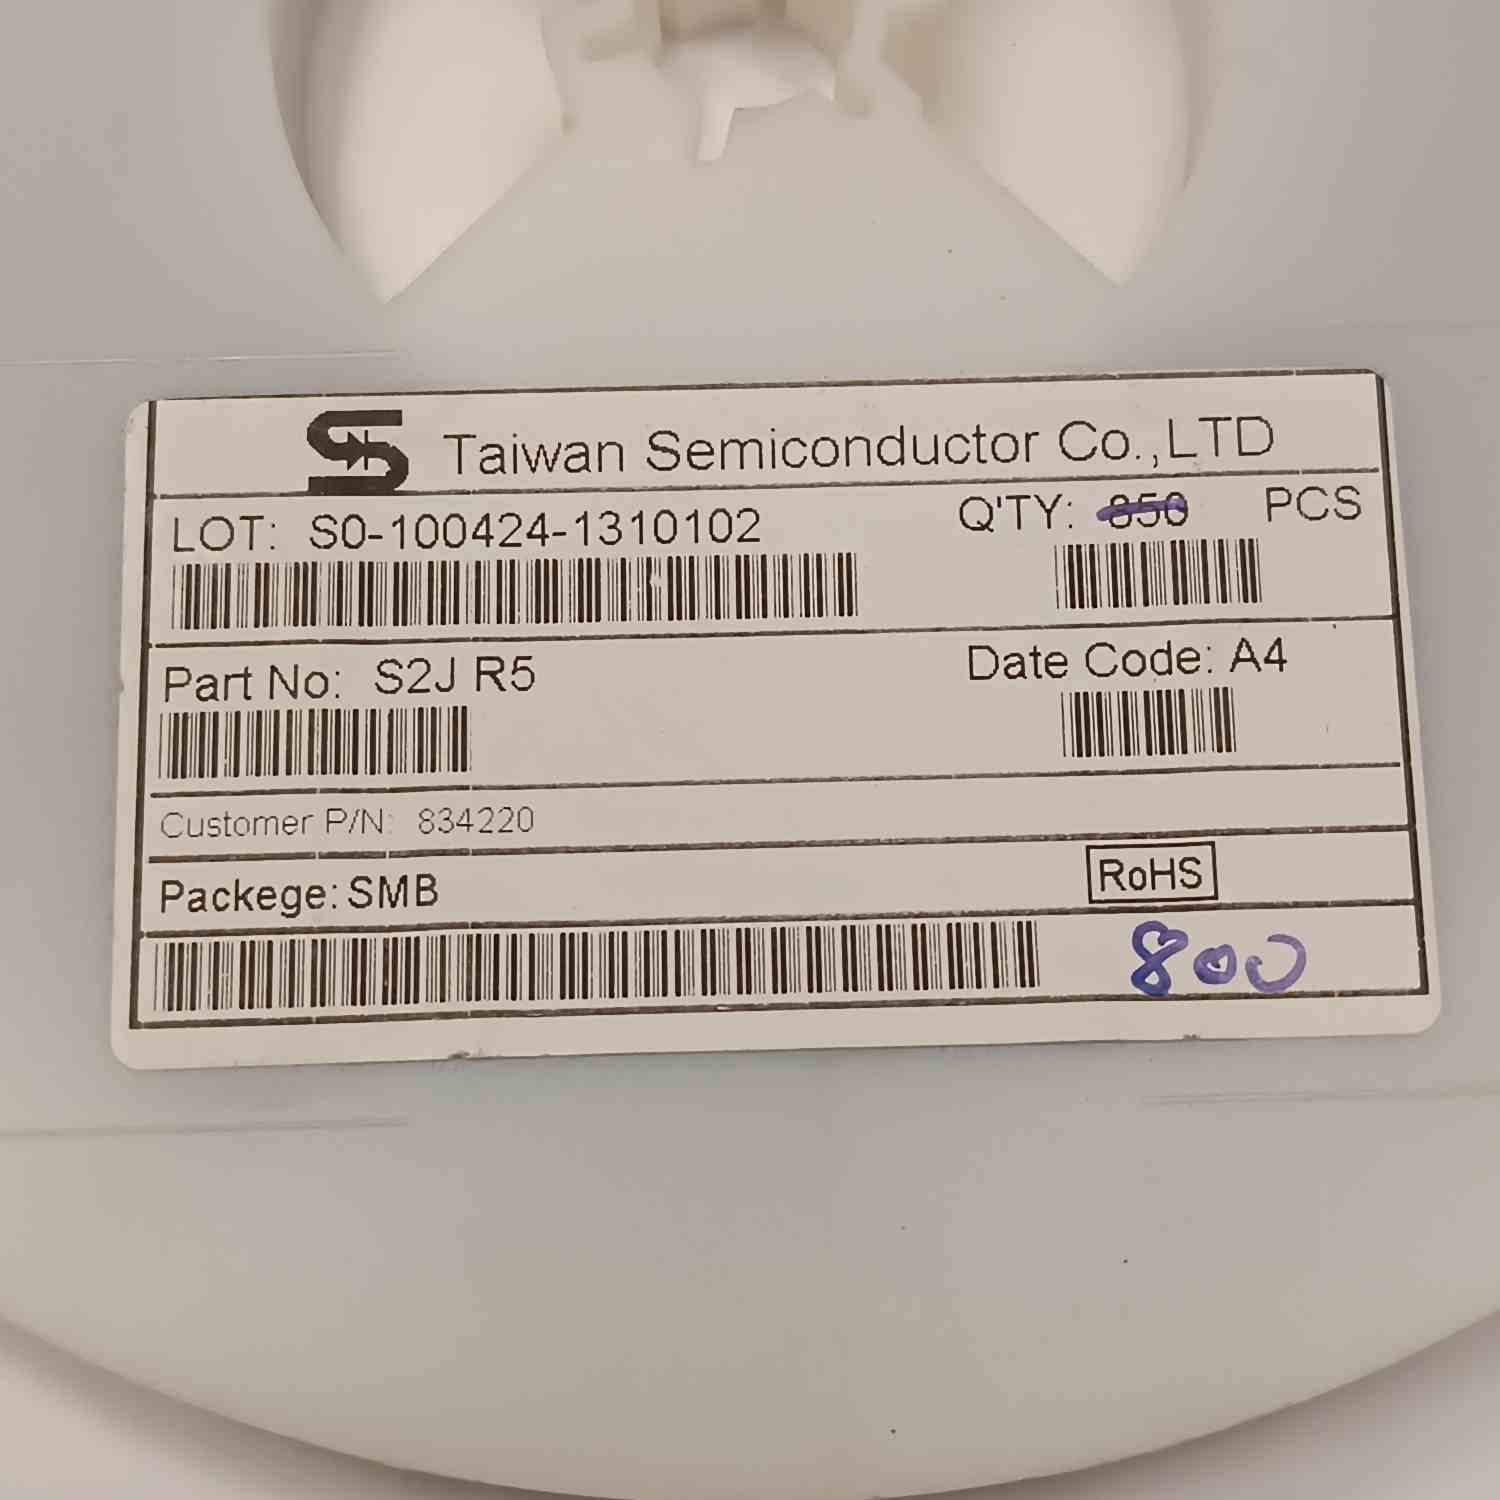 Taiwan Semiconductor Co.,LTD
LOT: S0-100424-1310102
Q'TY: 850 PCS
Part No: S2J R5
Date Code: A4
Customer P/N: 834220
Packege: SMB
RoHS
800